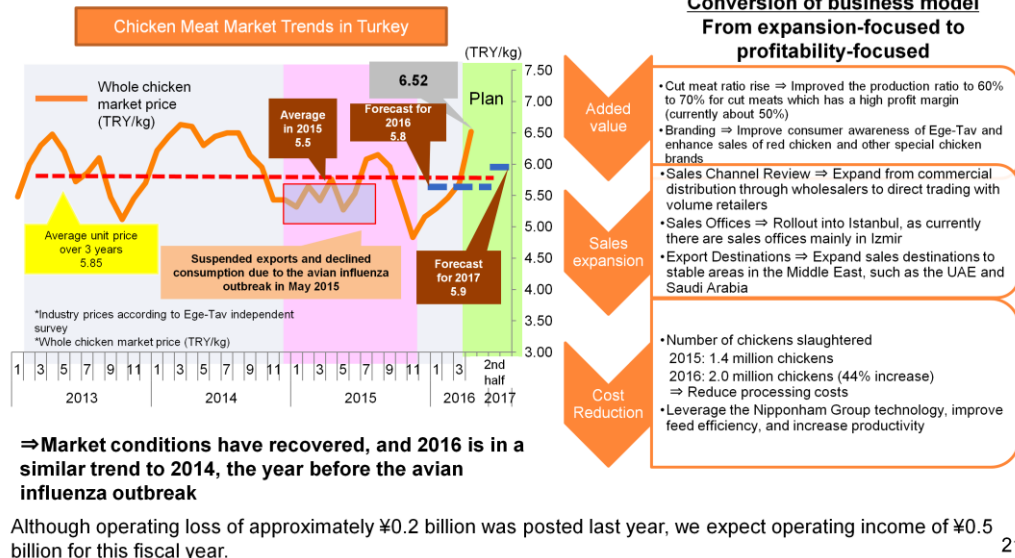 Chicken Meat Market Trends in Turkey
Conversion of business model
From expansion-focused to
profitability-focused
(TRY/kg)
Whole chicken
market price
(TRY/kg)
Average
in 2015
5.5
6.52
Forecast for
2016
5.8
Plan
7.50
7.00
6.50
6.00
5.50
5.00
4.50
4.00
3.50
3.00
Average unit price
over 3 years
5.85
Suspended exports and declined
consumption due to the avian influenza
outbreak in May 2015
Forecast
for 2017
5.9
*Industry prices according to Ege-Tav independent
survey
*Whole chicken market price (TRY/kg)
1 3 5 7 9 11 1 3 5 7 9 11 1 3 5 7 9 11 1 3 2nd
half
2013 2014 2015 2016 2017
Added
value
•Cut meat ratio rise ⇒ Improved the production ratio to 60%
to 70% for cut meats which has a high profit margin
(currently about 50%)
•Branding ⇒ Improve consumer awareness of Ege-Tav and
enhance sales of red chicken and other special chicken
brands
Sales
expansion
•Sales Channel Review ⇒ Expand from commercial
distribution through wholesalers to direct trading with
volume retailers
•Sales Offices ⇒ Rollout into Istanbul, as currently
there are sales offices mainly in Izmir
•Export Destinations ⇒ Expand sales destinations to
stable areas in the Middle East, such as the UAE and
Saudi Arabia
Cost
Reduction
•Number of chickens slaughtered
2015: 1.4 million chickens
2016: 2.0 million chickens (44% increase)
⇒ Reduce processing costs
•Leverage the Nipponham Group technology, improve
feed efficiency, and increase productivity
⇒Market conditions have recovered, and 2016 is in a
similar trend to 2014, the year before the avian
influenza outbreak
Although operating loss of approximately ¥0.2 billion was posted last year, we expect operating income of ¥0.5
billion for this fiscal year.